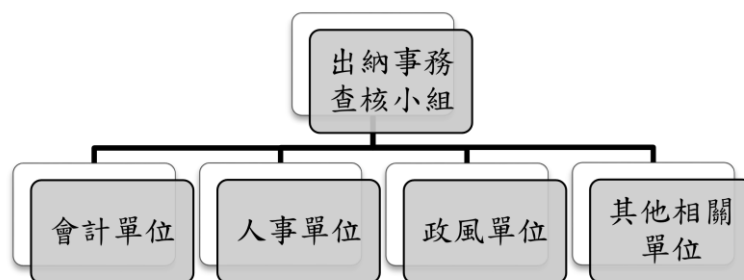 出納事務
查核小組
會計單位
人事單位
政風單位
其他相關
單位